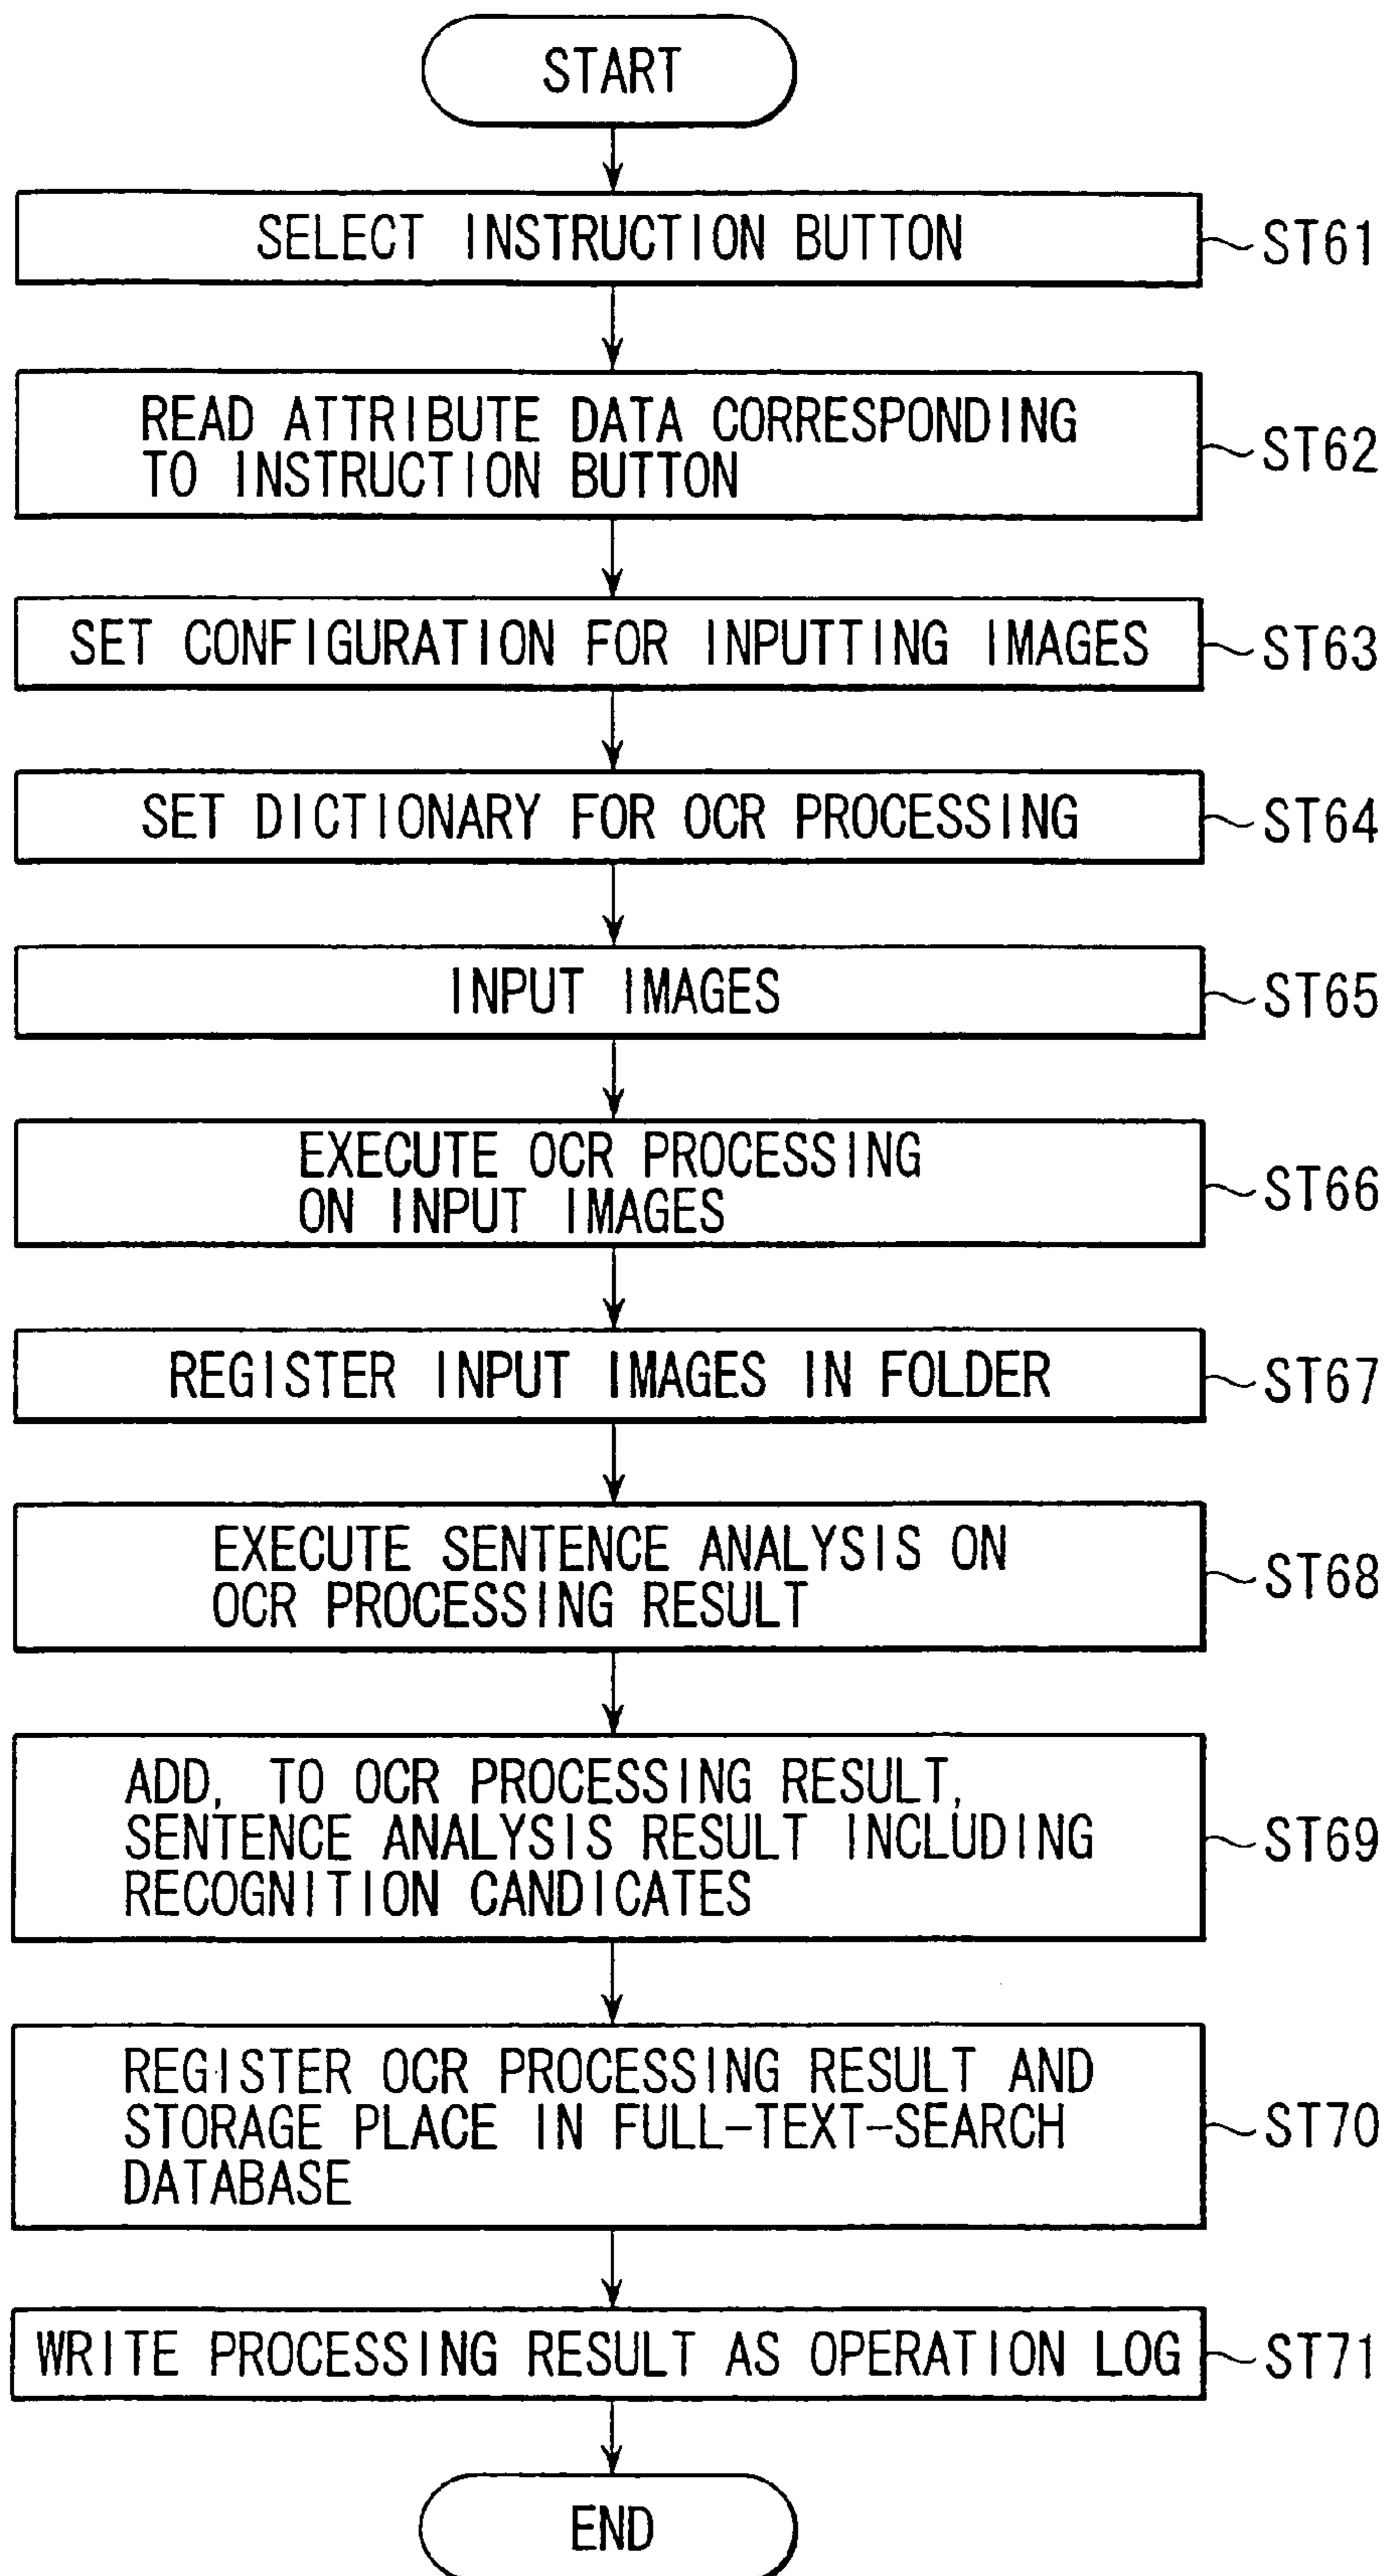 START
SELECT INSTRUCTION BUTTON
ST61
READ ATTRIBUTE DATA CORRESPONDING
TO INSTRUCTION BUTTON
ST62
SET CONFIGURATION FOR INPUTTING IMAGES
ST63
SET DICTIONARY FOR OCR PROCESSING
ST64
INPUT IMAGES
ST65
EXECUTE OCR PROCESSING
ON INPUT IMAGES
ST66
REGISTER INPUT IMAGES IN FOLDER
ST67
EXECUTE SENTENCE ANALYSIS ON
OCR PROCESSING RESULT
ST68
ADD, TO OCR PROCESSING RESULT,
SENTENCE ANALYSIS RESULT INCLUDING
RECOGNITION CANDICATES
ST69
REGISTER OCR PROCESSING RESULT AND
STORAGE PLACE IN FULL-TEXT-SEARCH
DATABASE
ST70
WRITE PROCESSING RESULT AS OPERATION LOG
ST71
END